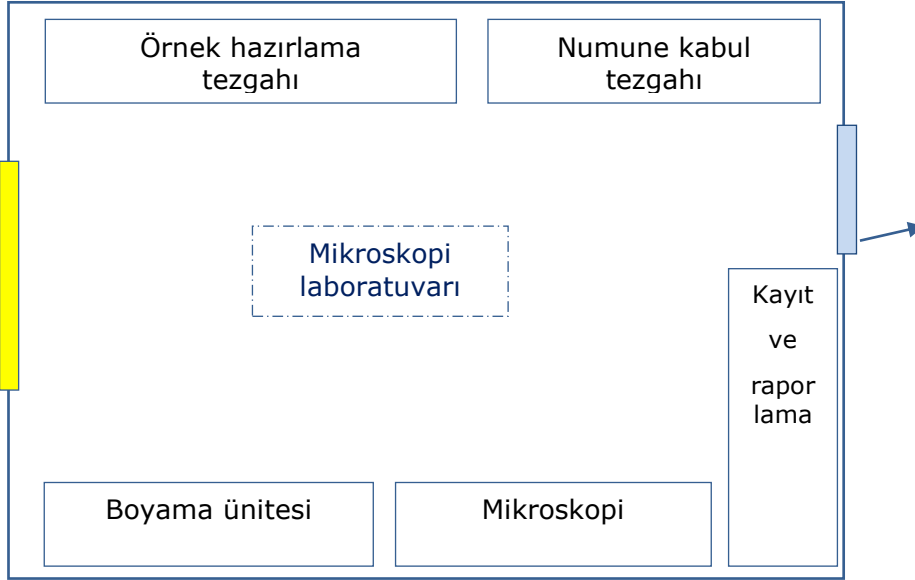 Örnek hazırlama
tezgahı
Numune kabul
tezgahı
Mikroskopi
laboratuvarı
Kayıt
ve
rapor
lama
Boyama ünitesi
Mikroskopi